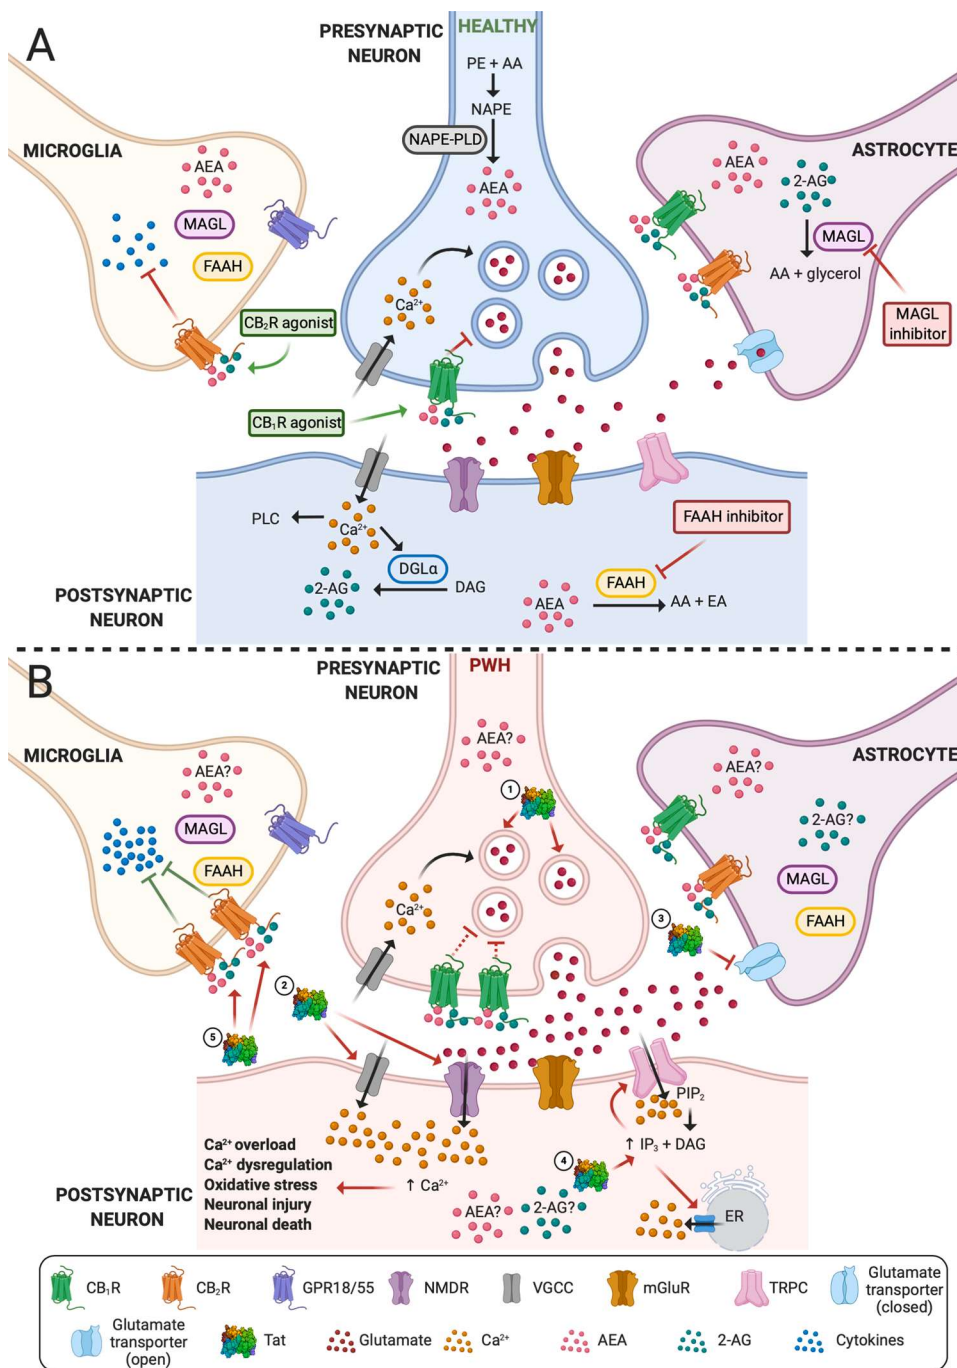 A
PRESYNAPTIC
NEURON
HEALTHY
PE + AA
NAPE
NAPE-PLD
AEA
MICROGLIA
AEA
MAGL
FAAH
CB₂R agonist
Ca²⁺
CB₁R agonist
ASTROCYTE
AEA
2-AG
MAGL
AA + glycerol
MAGL
inhibitor
PLC
Ca²⁺
DGLα
2-AG
DAG
FAAH inhibitor
FAAH
AEA
AA + EA
POSTSYNAPTIC
NEURON
B
PRESYNAPTIC
NEURON
PWH
AEA?
1
MICROGLIA
AEA?
MAGL
FAAH
Ca²⁺
ASTROCYTE
AEA?
2-AG?
MAGL
FAAH
3
2
5
PIP₂
↑ IP₃ + DAG
4
Ca²⁺ overload
Ca²⁺ dysregulation
Oxidative stress
Neuronal injury
Neuronal death
↑ Ca²⁺
AEA?
2-AG?
ER
POSTSYNAPTIC
NEURON
CB₁R
CB₂R
GPR18/55
NMDR
VGCC
mGluR
TRPC
Glutamate
transporter
(closed)
Glutamate
transporter
(open)
Tat
Glutamate
Ca²⁺
AEA
2-AG
Cytokines